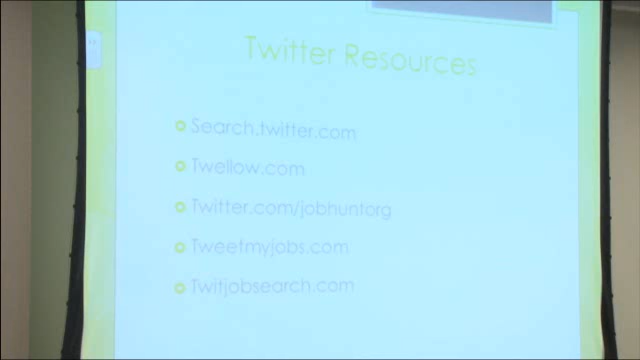 Twitter Resources
Search.twitter.com
Twellow.com
Twitter.com/jobhuntorg
Tweetmyjobs.com
Twitjobsearch.com